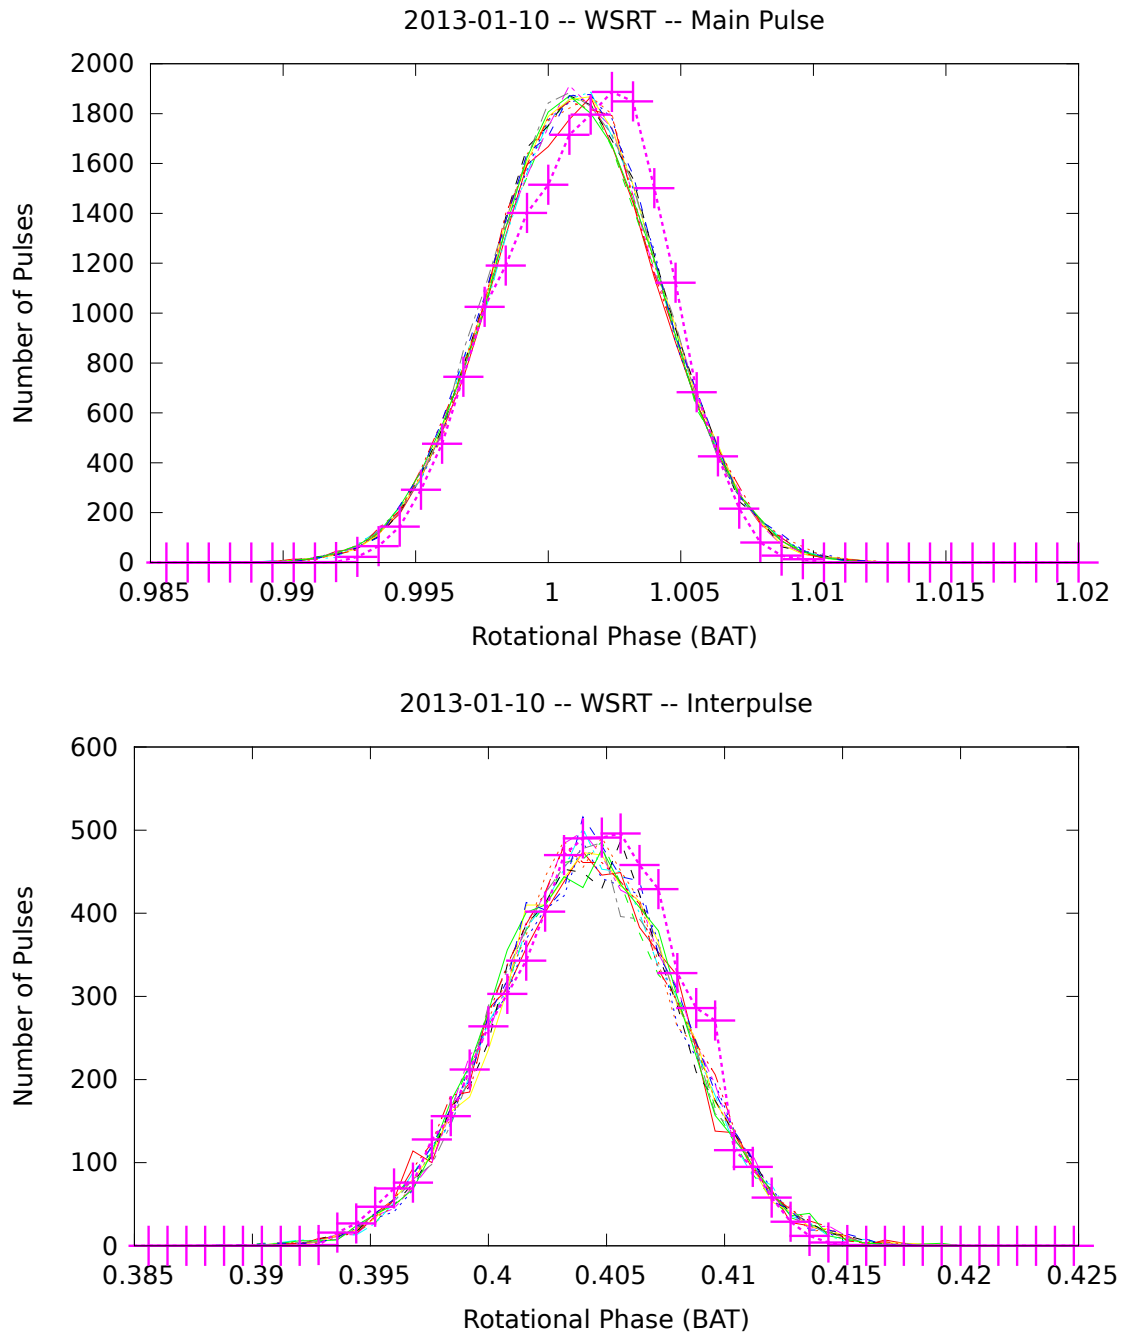 2013-01-10 -- WSRT -- Main Pulse
2000
1800
1600
1400
1200
1000
800
600
400
200
0
Number of Pulses
0.985 0.99 0.995 1 1.005 1.01 1.015 1.02
Rotational Phase (BAT)
2013-01-10 -- WSRT -- Interpulse
600
500
400
300
200
100
0
Number of Pulses
0.385 0.39 0.395 0.4 0.405 0.41 0.415 0.42 0.425
Rotational Phase (BAT)